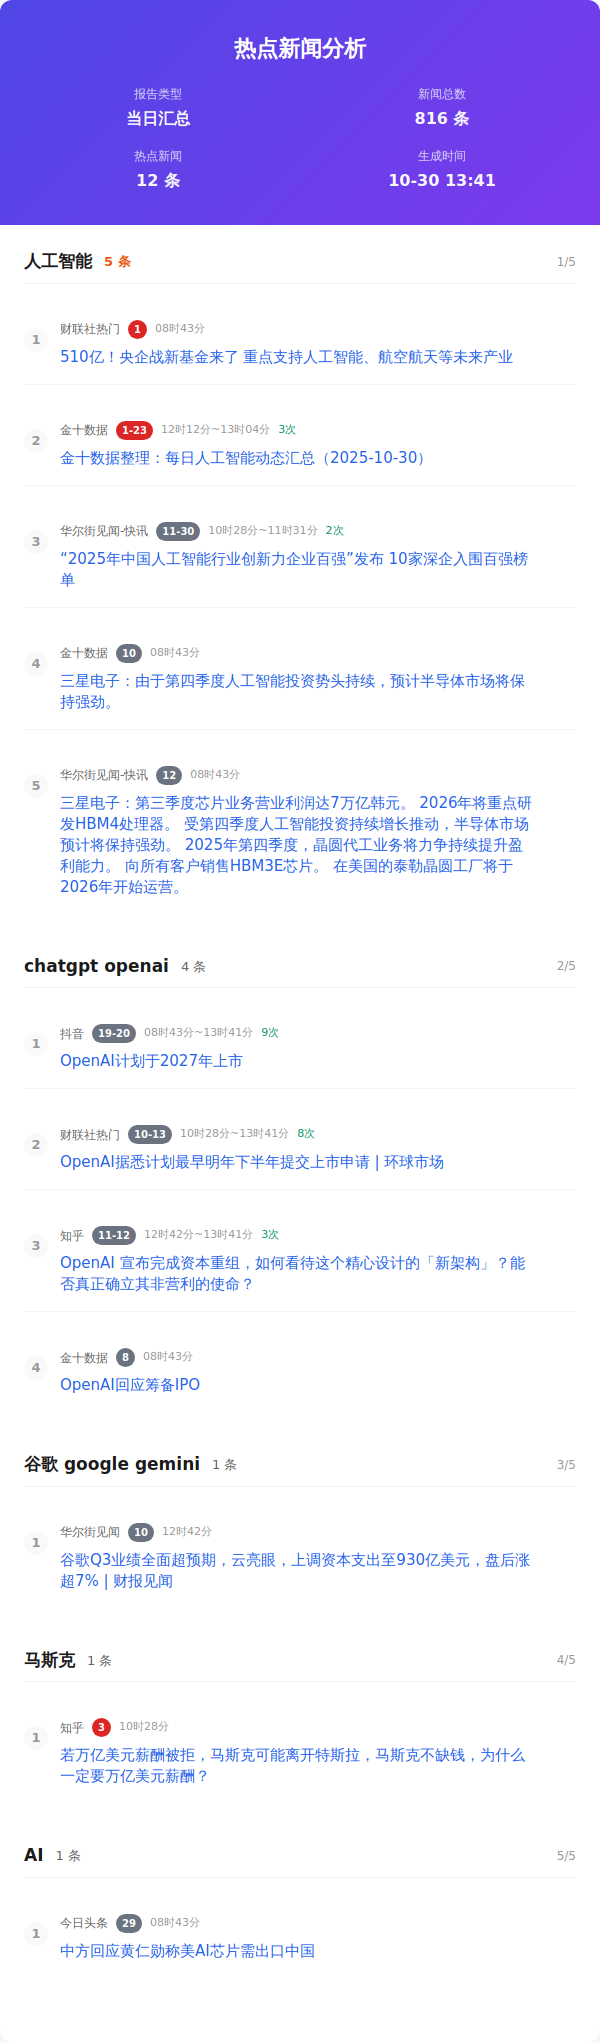 热点新闻分析
报告类型
新闻总数
当日汇总
816 条
热点新闻
生成时间
12 条
10-30 13:41
人工智能 5 条 1/5
1 财联社热门 1 08时43分
510亿！央企战新基金来了 重点支持人工智能、航空航天等未来产业
2 金十数据 1-23 12时12分~13时04分 3次
金十数据整理：每日人工智能动态汇总（2025-10-30）
3 华尔街见闻-快讯 11-30 10时28分~11时31分 2次
“2025年中国人工智能行业创新力企业百强”发布 10家深企入围百强榜
单
4 金十数据 10 08时43分
三星电子：由于第四季度人工智能投资势头持续，预计半导体市场将保
持强劲。
5 华尔街见闻-快讯 12 08时43分
三星电子：第三季度芯片业务营业利润达7万亿韩元。 2026年将重点研
发HBM4处理器。 受第四季度人工智能投资持续增长推动，半导体市场
预计将保持强劲。 2025年第四季度，晶圆代工业务将力争持续提升盈
利能力。 向所有客户销售HBM3E芯片。 在美国的泰勒晶圆工厂将于
2026年开始运营。
chatgpt openai 4 条 2/5
1 抖音 19-20 08时43分~13时41分 9次
OpenAI计划于2027年上市
2 财联社热门 10-13 10时28分~13时41分 8次
OpenAI据悉计划最早明年下半年提交上市申请 | 环球市场
3 知乎 11-12 12时42分~13时41分 3次
OpenAI 宣布完成资本重组，如何看待这个精心设计的「新架构」？能
否真正确立其非营利的使命？
4 金十数据 8 08时43分
OpenAI回应筹备IPO
谷歌 google gemini 1 条 3/5
1 华尔街见闻 10 12时42分
谷歌Q3业绩全面超预期，云亮眼，上调资本支出至930亿美元，盘后涨
超7% | 财报见闻
马斯克 1 条 4/5
1 知乎 3 10时28分
若万亿美元薪酬被拒，马斯克可能离开特斯拉，马斯克不缺钱，为什么
一定要万亿美元薪酬？
AI 1 条 5/5
1 今日头条 29 08时43分
中方回应黄仁勋称美AI芯片需出口中国